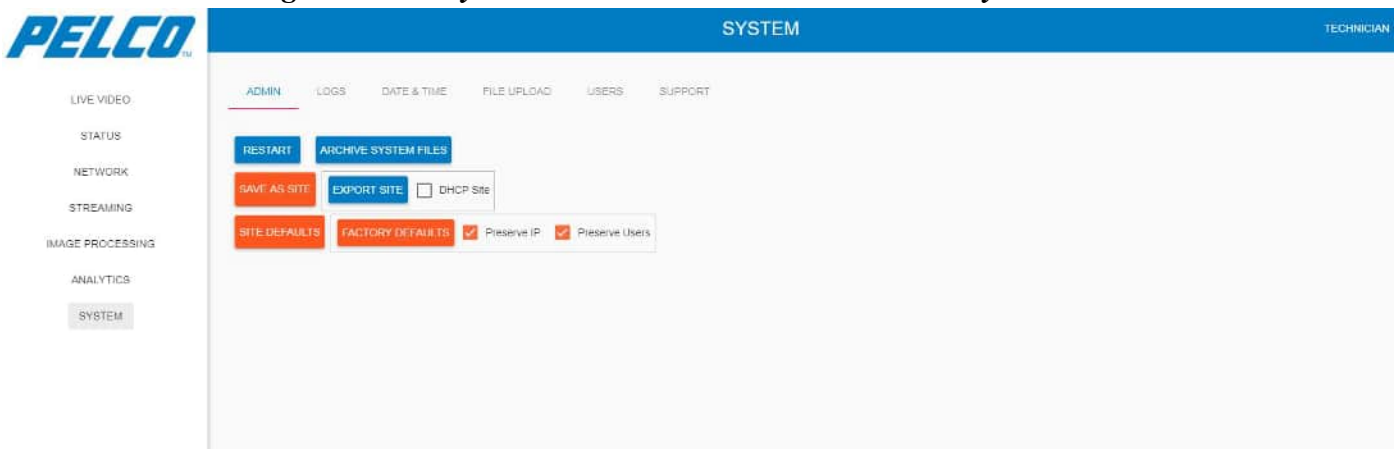 PELCO TM
SYSTEM
TECHNICIAN
LIVE VIDEO
STATUS
NETWORK
STREAMING
IMAGE PROCESSING
ANALYTICS
SYSTEM
ADMIN LOGS DATE & TIME FILE UPLOAD USERS SUPPORT
RESTART ARCHIVE SYSTEM FILES
SAVE AS SITE EXPORT SITE DHCP Site
SITE DEFAULTS FACTORY DEFAULTS Preserve IP Preserve Users